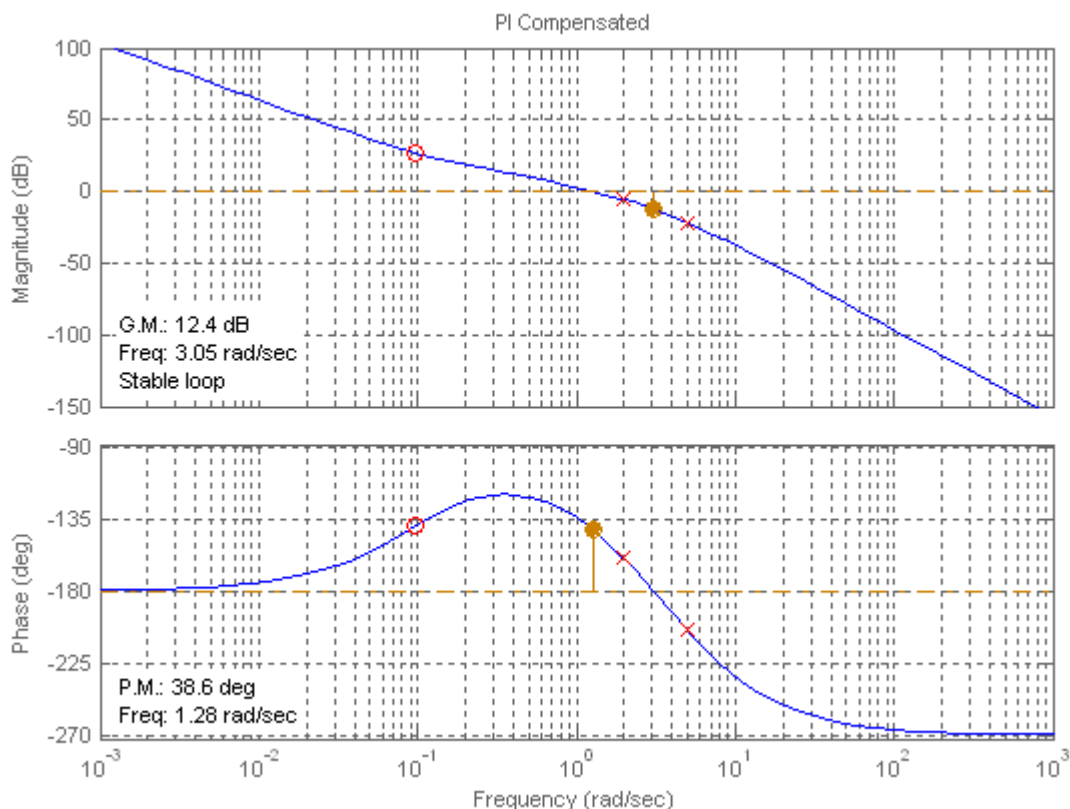 PI Compensated
100
50
0
-50
-100
-150
Magnitude (dB)
G.M.: 12.4 dB
Freq: 3.05 rad/sec
Stable loop
-90
-135
-180
-225
-270
Phase (deg)
P.M.: 38.6 deg
Freq: 1.28 rad/sec
10^-3
10^-2
10^-1
10^0
10^1
10^2
10^3
Frequency (rad/sec)